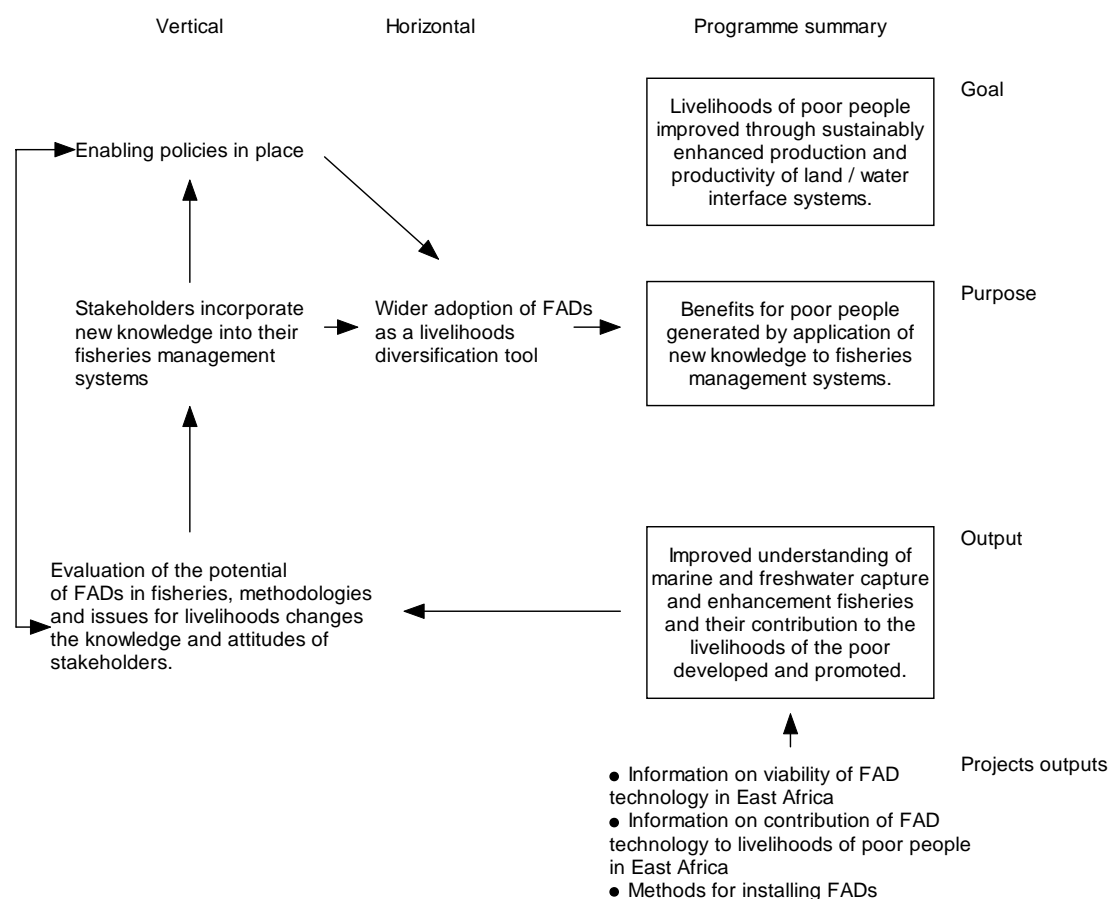 Vertical
Horizontal
Programme summary
Goal
Livelihoods of poor people
improved through sustainably
enhanced production and
productivity of land / water
interface systems.
Enabling policies in place
Purpose
Stakeholders incorporate
new knowledge into their
fisheries management
systems
Wider adoption of FADs
as a livelihoods
diversification tool
Benefits for poor people
generated by application of
new knowledge to fisheries
management systems.
Output
Evaluation of the potential
of FADs in fisheries, methodologies
and issues for livelihoods changes
the knowledge and attitudes of
stakeholders.
Improved understanding of
marine and freshwater capture
and enhancement fisheries
and their contribution to the
livelihoods of the poor
developed and promoted.
Projects outputs
● Information on viability of FAD
technology in East Africa
● Information on contribution of FAD
technology to livelihoods of poor people
in East Africa
● Methods for installing FADs